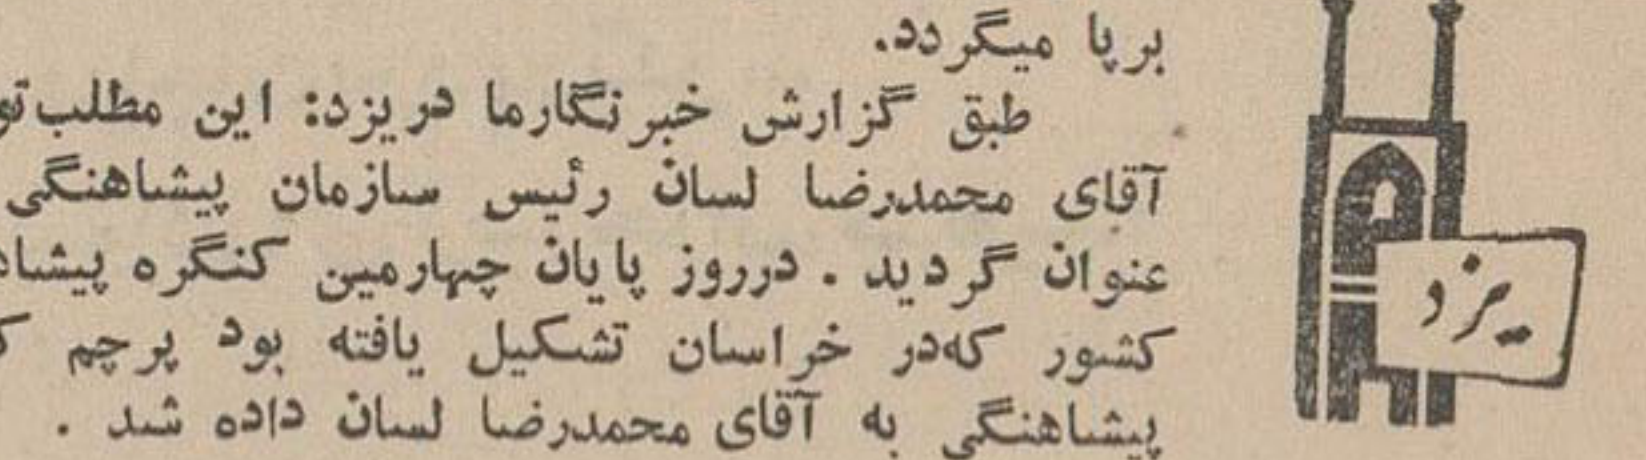 برپا میگردد.
طبق گزارش خبرنگارما دریزد: این مطلب
آقای محمدرضا لسان رئیس سازمان پیشاهنگی
عنوان گردید . درروز پایان چهارمین کنگره
کشور که‌در خراسان تشکیل یافته بود پرچم
پیشاهنگی به آقای محمدرضا لسان داده شد .
یزد